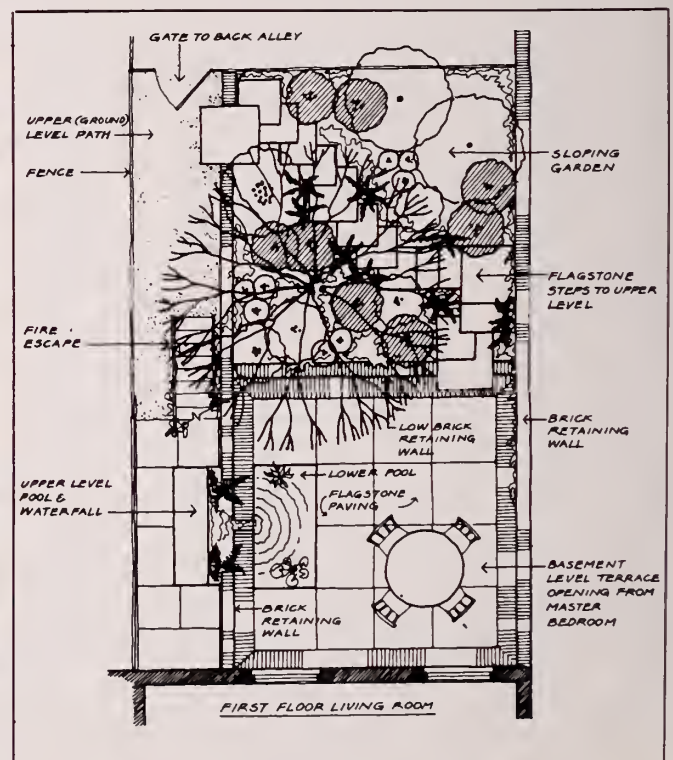 GATE TO BACK ALLEY
UPPER (GROUND)
LEVEL PATH
FENCE
SLOPING
GARDEN
FLAGSTONE
STEPS TO UPPER
LEVEL
FIRE
ESCAPE
LOW BRICK
RETAINING
WALL
BRICK
RETAINING
WALL
UPPER LEVEL
POOL &
WATERFALL
LOWER POOL
FLAGSTONE
PAVING
BASEMENT
LEVEL TERRACE
OPENING FROM
MASTER
BEDROOM
BRICK
RETAINING
WALL
FIRST FLOOR LIVING ROOM